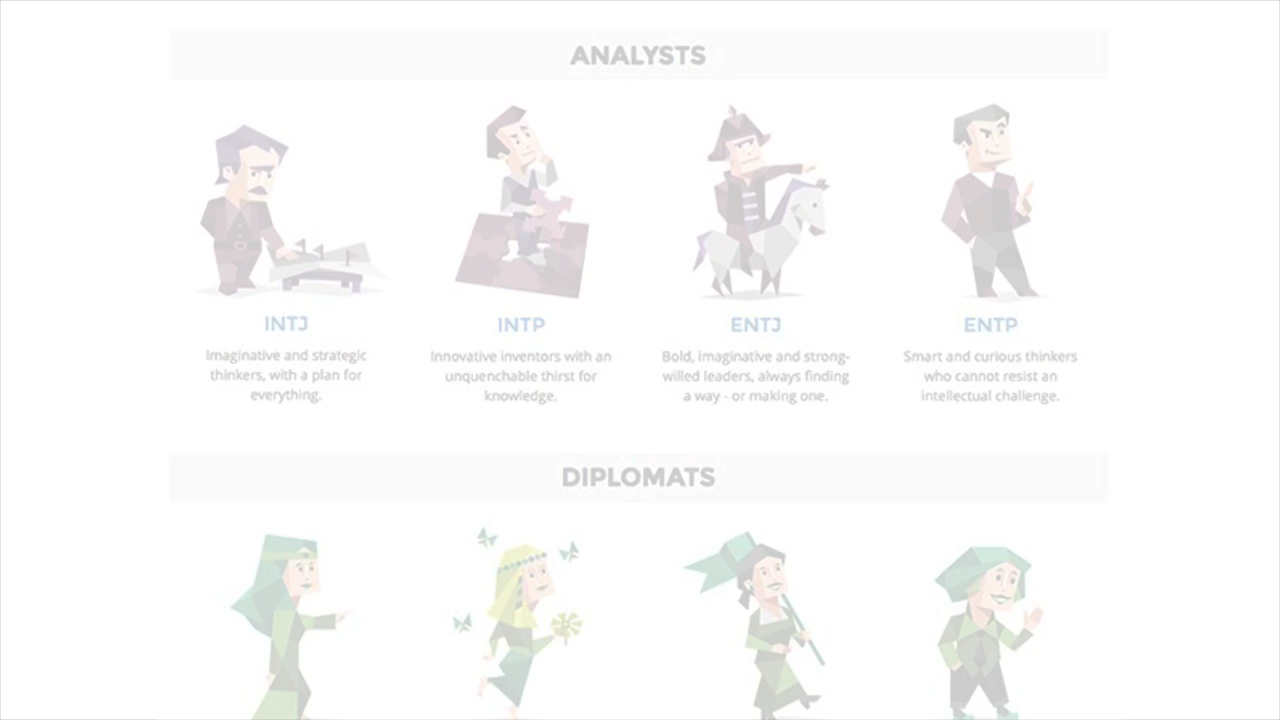 ANALYSTS
INTJ
Imaginative and strategic
thinkers, with a plan for
everything.
INTP
Innovative inventors with an
unquenchable thirst for
knowledge.
ENTJ
Bold, imaginative and strong-
willed leaders, always finding
a way - or making one.
ENTP
Smart and curious thinkers
who cannot resist an
intellectual challenge.
DIPLOMATS